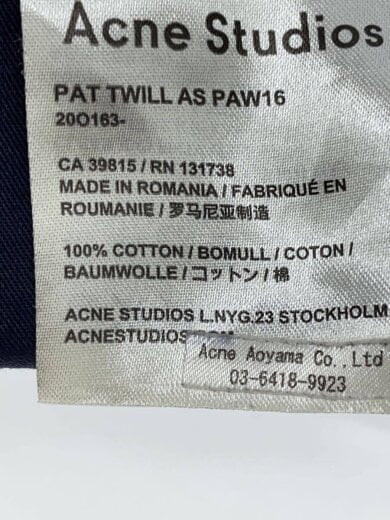 Acne Studios
PAT TWILL AS PAW16
20O163-
CA 39815 / RN 131738
MADE IN ROMANIA / FABRIQUÉ EN
ROUMANIE / 罗马尼亚制造
100% COTTON / BOMULL / COTON /
BAUMWOLLE / コットン / 棉
ACNE STUDIOS L.NYG.23 STOCKHOLM
ACNESTUDIOS
Acne Aoyama Co.,Ltd
03-6418-9923